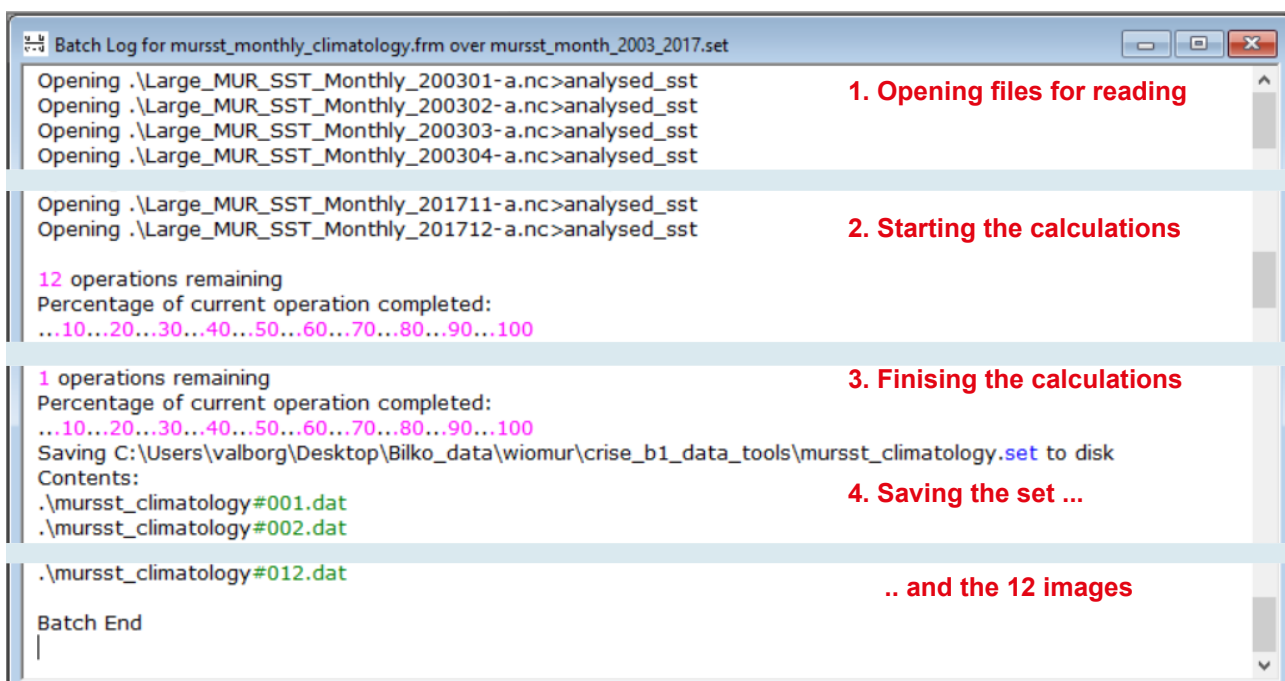 Batch Log for mursst_monthly_climatology.frm over mursst_month_2003_2017.set
Opening .\Large_MUR_SST_Monthly_200301-a.nc>analysed_sst
1. Opening files for reading
Opening .\Large_MUR_SST_Monthly_200302-a.nc>analysed_sst
Opening .\Large_MUR_SST_Monthly_200303-a.nc>analysed_sst
Opening .\Large_MUR_SST_Monthly_200304-a.nc>analysed_sst
Opening .\Large_MUR_SST_Monthly_201711-a.nc>analysed_sst
Opening .\Large_MUR_SST_Monthly_201712-a.nc>analysed_sst
2. Starting the calculations
12 operations remaining
Percentage of current operation completed:
...10...20...30...40...50...60...70...80...90...100
1 operations remaining
3. Finising the calculations
Percentage of current operation completed:
...10...20...30...40...50...60...70...80...90...100
Saving C:\Users\valborg\Desktop\Bilko_data\wiomur\crise_b1_data_tools\mursst_climatology.set to disk
Contents:
4. Saving the set ...
.\mursst_climatology#001.dat
.\mursst_climatology#002.dat
.\mursst_climatology#012.dat
.. and the 12 images
Batch End